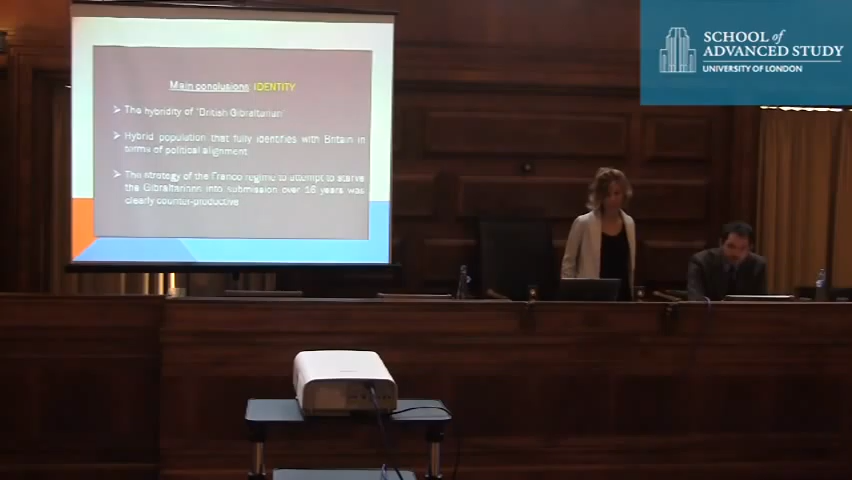 Main conclusions IDENTITY
➢ The hybridity of 'British Gibraltarian'
➢ Hybrid population that fully identifies with Britain in
terms of political alignment
➢ The strategy of the Franco regime to attempt to starve
the Gibraltarians into submission over 16 years was
clearly counter-productive
SCHOOL of
ADVANCED STUDY
UNIVERSITY OF LONDON